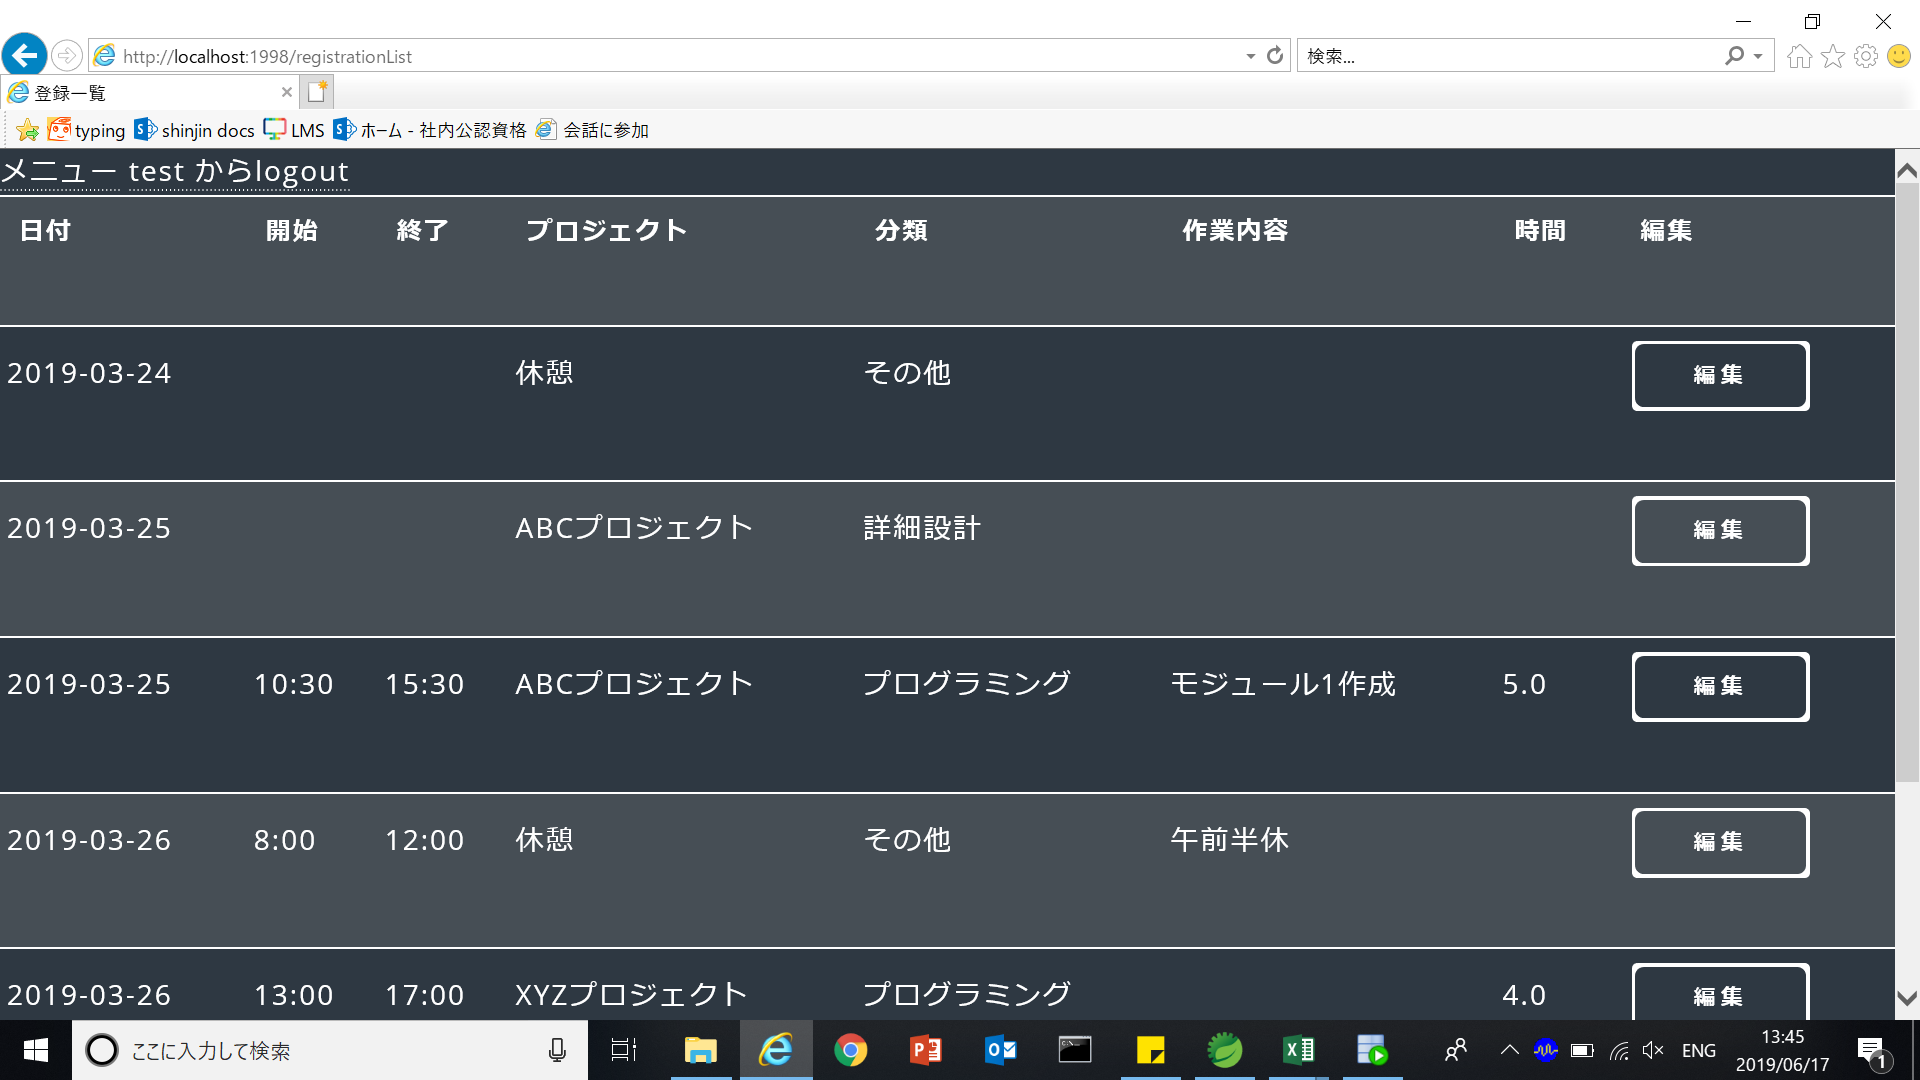 http://localhost:1998/registrationList
検索...
登録一覧
typing shinjin docs LMS ホーム - 社内公認資格 会話に参加
メニュー test からlogout
日付 開始 終了 プロジェクト 分類 作業内容 時間 編集
2019-03-24 休憩 その他 編集
2019-03-25 ABCプロジェクト 詳細設計 編集
2019-03-25 10:30 15:30 ABCプロジェクト プログラミング モジュール1作成 5.0 編集
2019-03-26 8:00 12:00 休憩 その他 午前半休 編集
2019-03-26 13:00 17:00 XYZプロジェクト プログラミング 4.0 編集
ここに入力して検索
ENG
13:45
2019/06/17
1